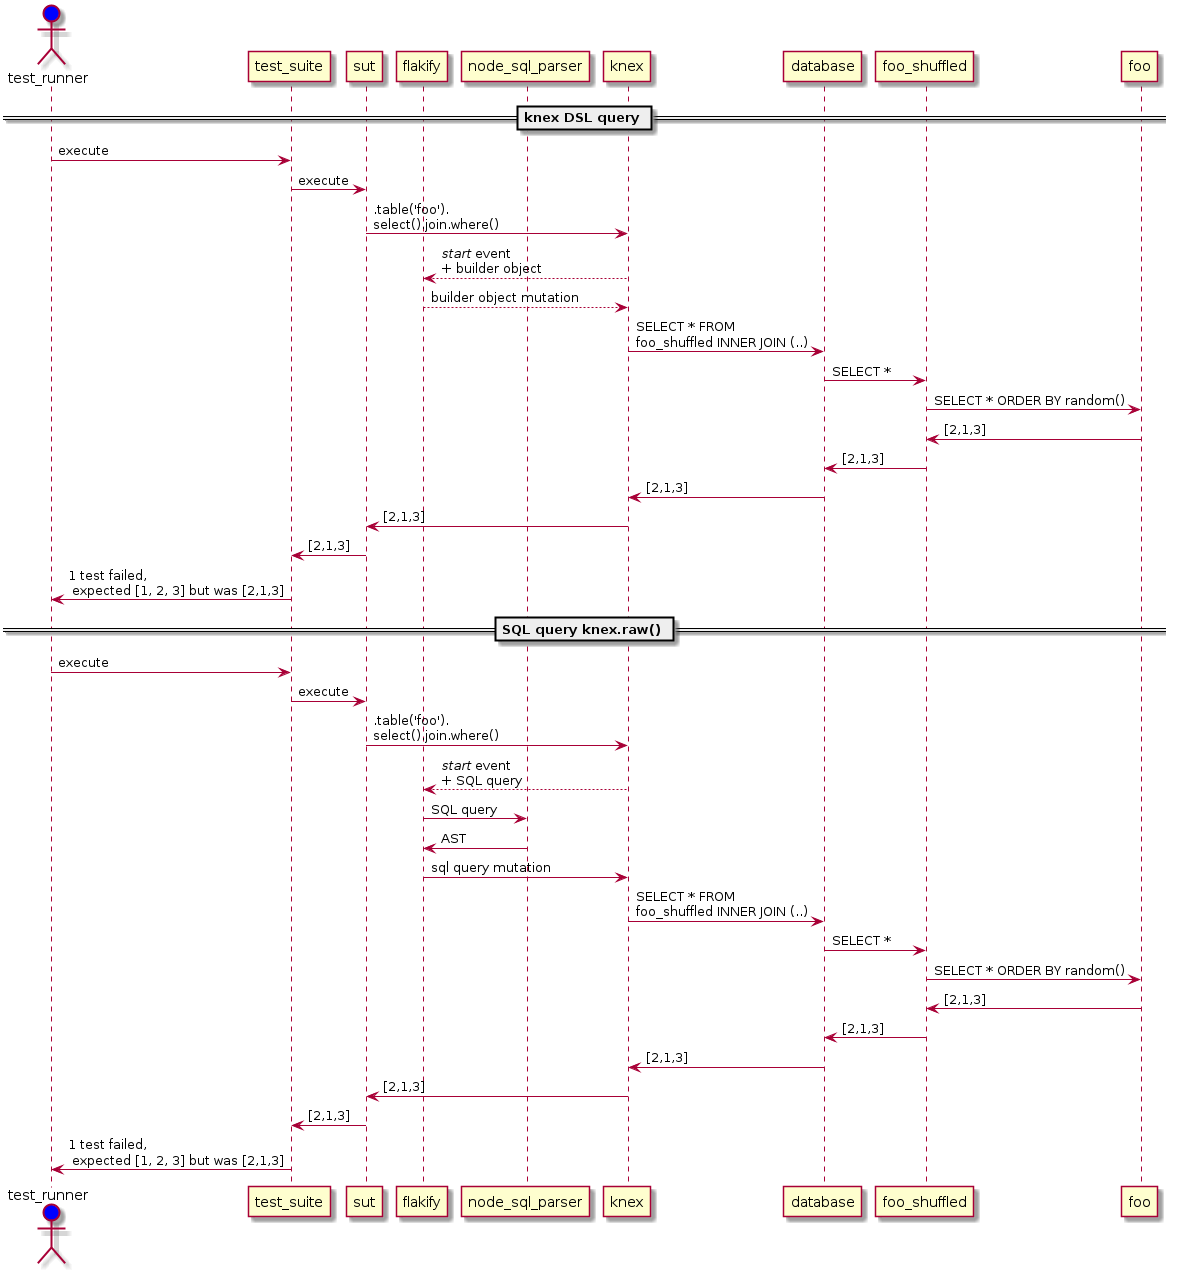 test_runner
test_suite
sut
flakify
node_sql_parser
knex
database
foo_shuffled
foo
knex DSL query
execute
execute
.table('foo').
select().join.where()
start event
+ builder object
builder object mutation
SELECT * FROM
foo_shuffled INNER JOIN (..)
SELECT *
SELECT * ORDER BY random()
[2,1,3]
[2,1,3]
[2,1,3]
[2,1,3]
[2,1,3]
1 test failed,
expected [1, 2, 3] but was [2,1,3]
SQL query knex.raw()
execute
execute
.table('foo').
select().join.where()
start event
+ SQL query
SQL query
AST
sql query mutation
SELECT * FROM
foo_shuffled INNER JOIN (..)
SELECT *
SELECT * ORDER BY random()
[2,1,3]
[2,1,3]
[2,1,3]
[2,1,3]
[2,1,3]
1 test failed,
expected [1, 2, 3] but was [2,1,3]
test_runner
test_suite
sut
flakify
node_sql_parser
knex
database
foo_shuffled
foo